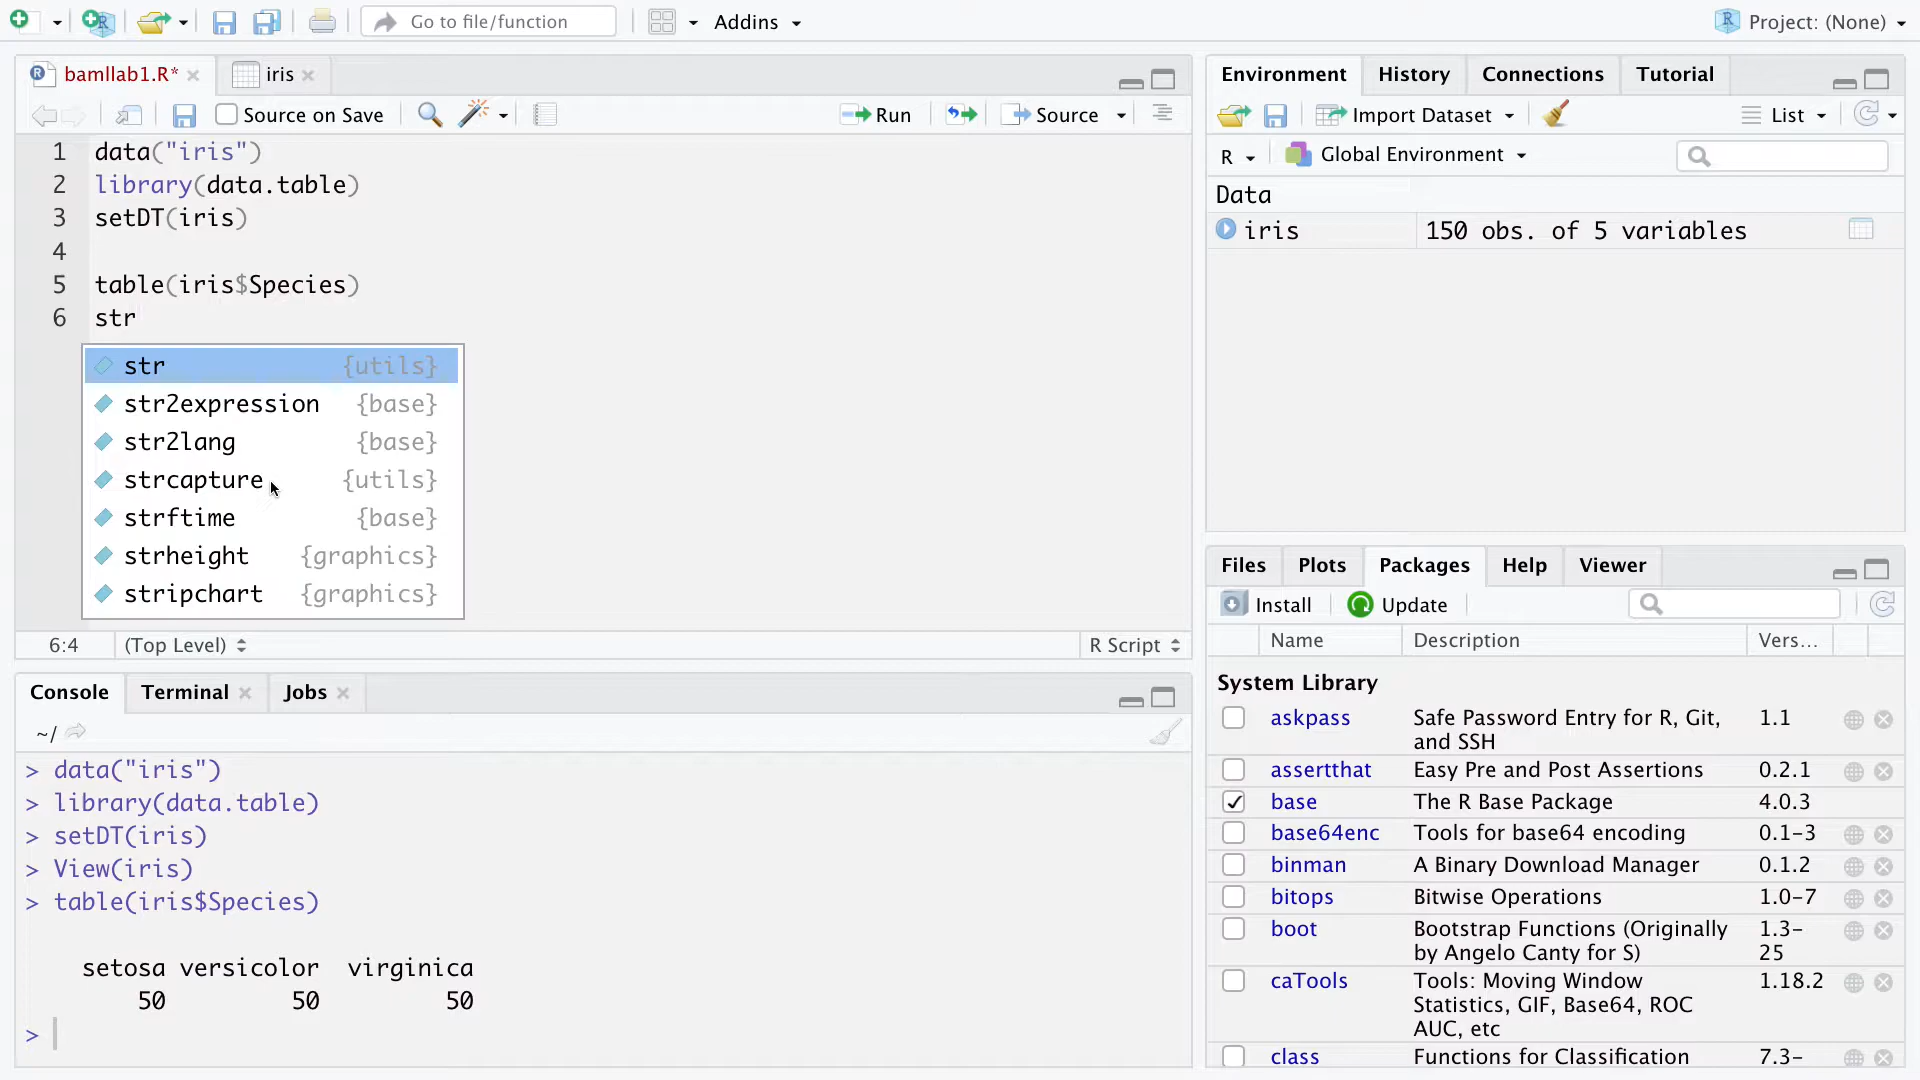 Go to file/function
Addins
Project: (None)
bamllab1.R*
iris
Source on Save
Run
Source
1 data("iris")
2 library(data.table)
3 setDT(iris)
4
5 table(iris$Species)
6 str
str {utils}
str2expression {base}
str2lang {base}
strcapture {utils}
strftime {base}
strheight {graphics}
stripchart {graphics}
6:4 (Top Level) R Script
Console Terminal Jobs
~/
> data("iris")
> library(data.table)
> setDT(iris)
> View(iris)
> table(iris$Species)
setosa versicolor virginica
50 50 50
>
Environment History Connections Tutorial
Import Dataset List
R Global Environment
Data
iris 150 obs. of 5 variables
Files Plots Packages Help Viewer
Install Update
Name Description Vers...
System Library
askpass Safe Password Entry for R, Git, 1.1
and SSH
assertthat Easy Pre and Post Assertions 0.2.1
base The R Base Package 4.0.3
base64enc Tools for base64 encoding 0.1-3
binman A Binary Download Manager 0.1.2
bitops Bitwise Operations 1.0-7
boot Bootstrap Functions (Originally 1.3-
by Angelo Canty for S) 25
caTools Tools: Moving Window 1.18.2
Statistics, GIF, Base64, ROC
AUC, etc
class Functions for Classification 7.3-